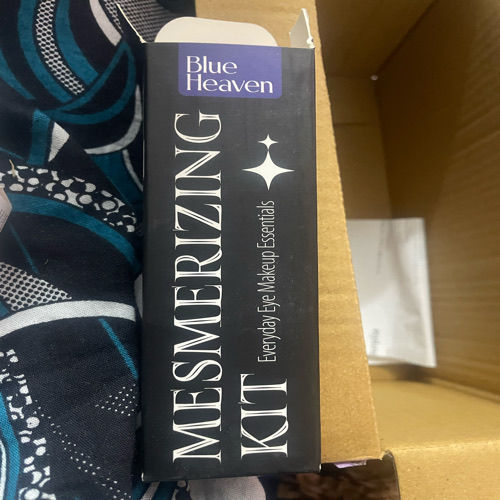 Blue
Heaven
MESMERIZING
KIT
Everyday Eye Makeup Essentials